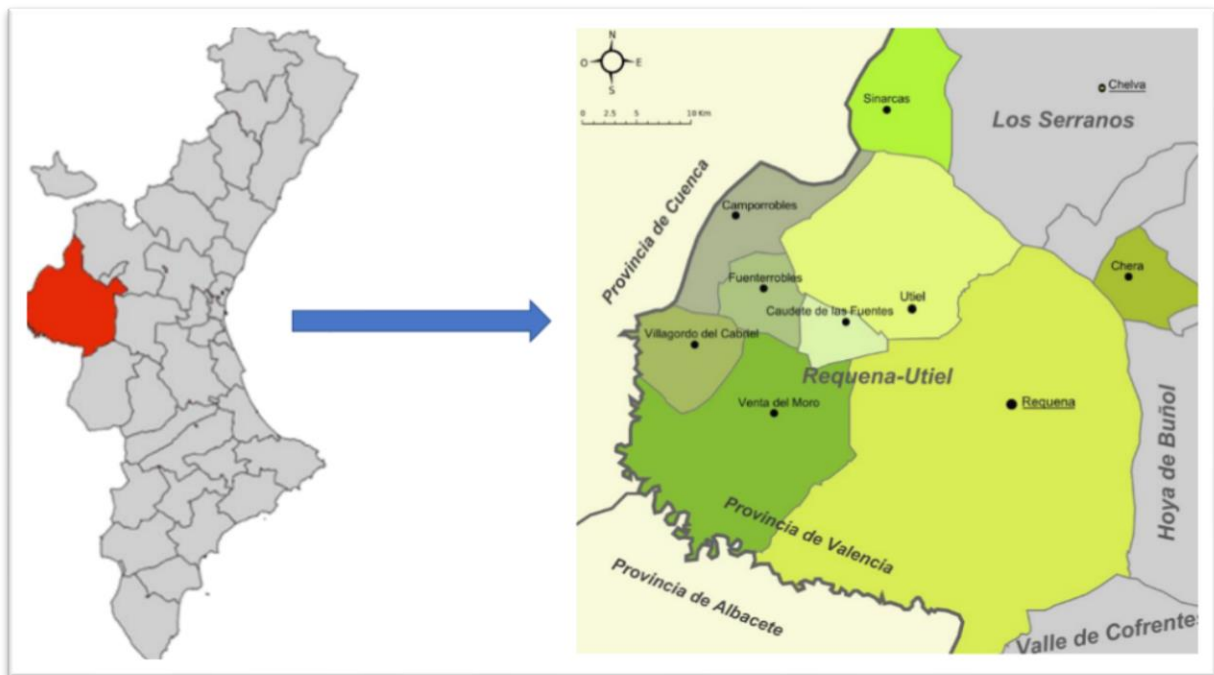 N
O E
S
0 2.5 5 10 Km
Sinarcas
Chelva
Los Serranos
Provincia de Cuenca
Camporrobles
Chera
Fuenterrobles
Utiel
Caudete de las Fuentes
Villagordo del Cabriel
Requena-Utiel
Venta del Moro
Requena
Hoya de Buñol
Provincia de Valencia
Provincia de Albacete
Valle de Cofrentes